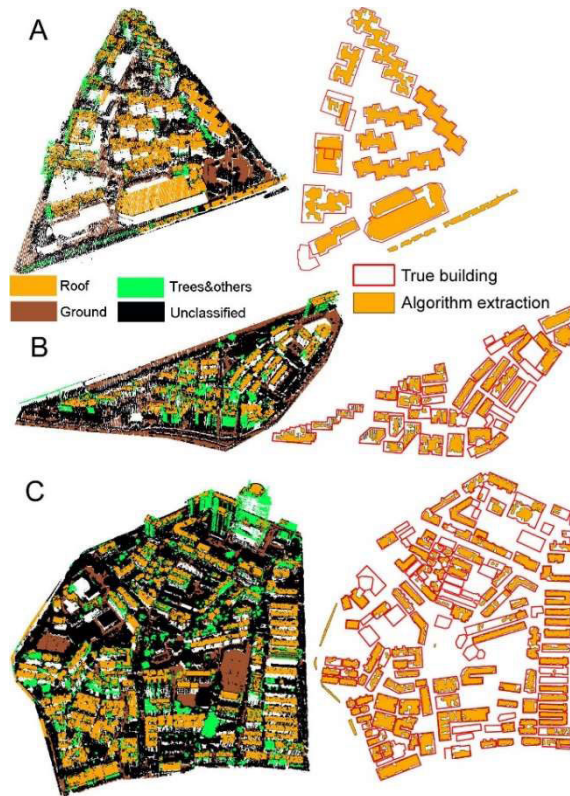 A
Roof
Trees&others
Ground
Unclassified
True building
Algorithm extraction
B
C